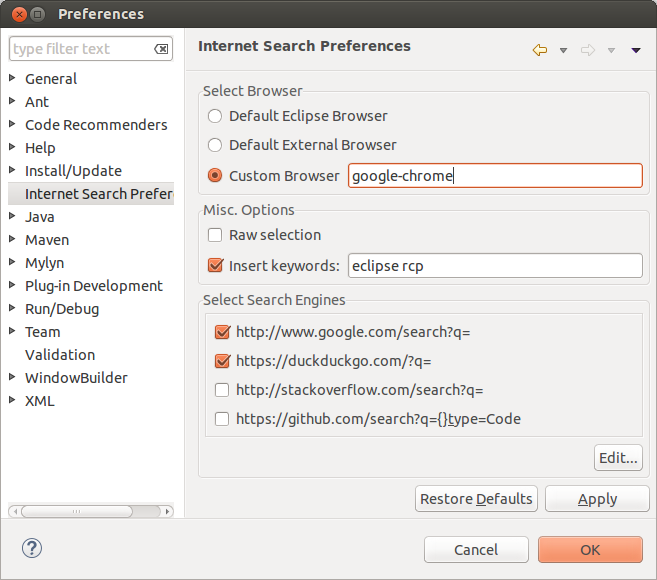 Preferences
type filter text
General
Ant
Code Recommenders
Help
Install/Update
Internet Search Prefer
Java
Maven
Mylyn
Plug-in Development
Run/Debug
Team
Validation
WindowBuilder
XML
Internet Search Preferences
Select Browser
Default Eclipse Browser
Default External Browser
Custom Browser google-chrome
Misc. Options
Raw selection
Insert keywords: eclipse rcp
Select Search Engines
http://www.google.com/search?q=
https://duckduckgo.com/?q=
http://stackoverflow.com/search?q=
https://github.com/search?q={}type=Code
Edit...
Restore Defaults Apply
? Cancel OK